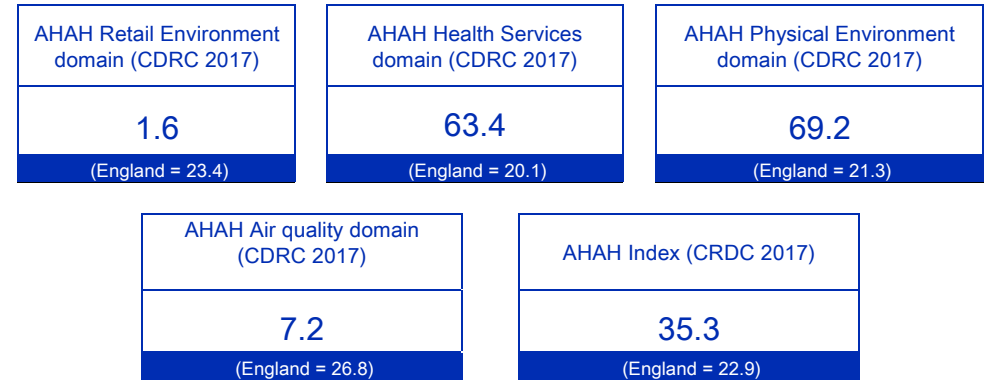 AHAH Retail Environment
domain (CDRC 2017)
1.6
(England = 23.4)
AHAH Health Services
domain (CDRC 2017)
63.4
(England = 20.1)
AHAH Physical Environment
domain (CDRC 2017)
69.2
(England = 21.3)
AHAH Air quality domain
(CDRC 2017)
7.2
(England = 26.8)
AHAH Index (CRDC 2017)
35.3
(England = 22.9)